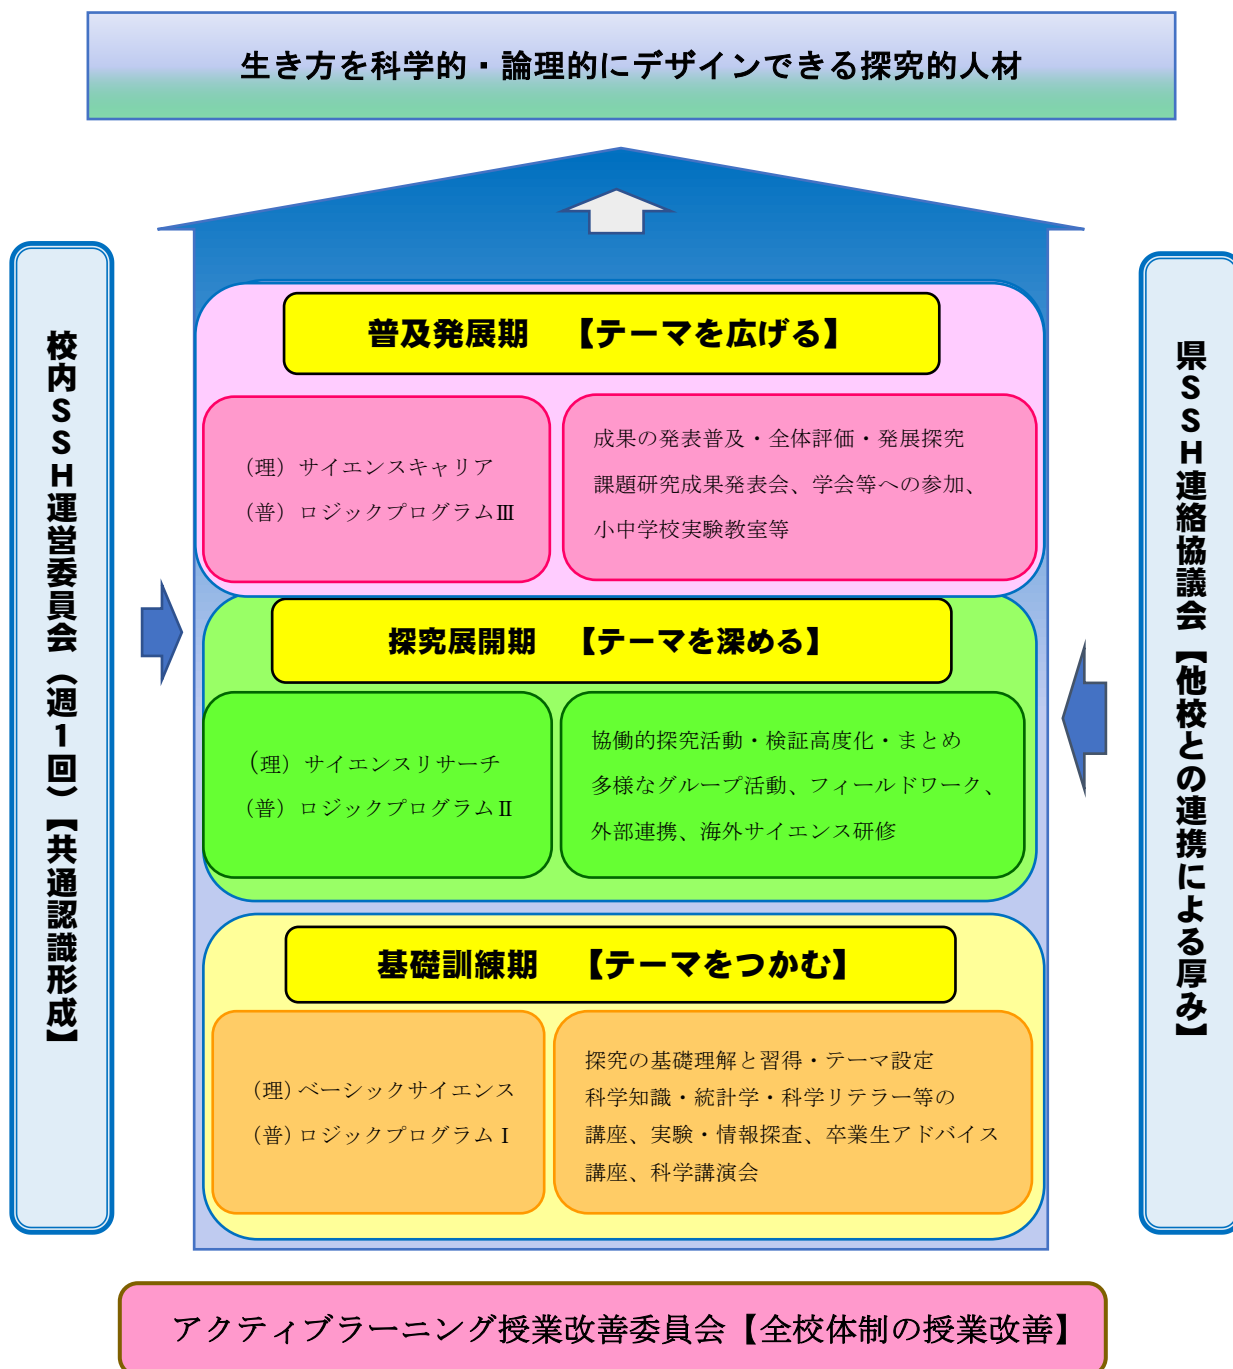 生き方を科学的・論理的にデザインできる探究的人材
校内ＳＳＨ運営委員会（週１回）【共通認識形成】
普及発展期　【テーマを広げる】
（理）サイエンスキャリア
（普）ロジックプログラムⅢ
成果の発表普及・全体評価・発展探究
課題研究成果発表会、学会等への参加、
小中学校実験教室等
探究展開期　【テーマを深める】
（理）サイエンスリサーチ
（普）ロジックプログラムⅡ
協働的探究活動・検証高度化・まとめ
多様なグループ活動、フィールドワーク、
外部連携、海外サイエンス研修
基礎訓練期　【テーマをつかむ】
（理）ベーシックサイエンス
（普）ロジックプログラムⅠ
探究の基礎理解と習得・テーマ設定
科学知識・統計学・科学リテラー等の
講座、実験・情報探査、卒業生アドバイス
講座、科学講演会
県ＳＳＨ連絡協議会【他校との連携による厚み】
アクティブラーニング授業改善委員会【全校体制の授業改善】